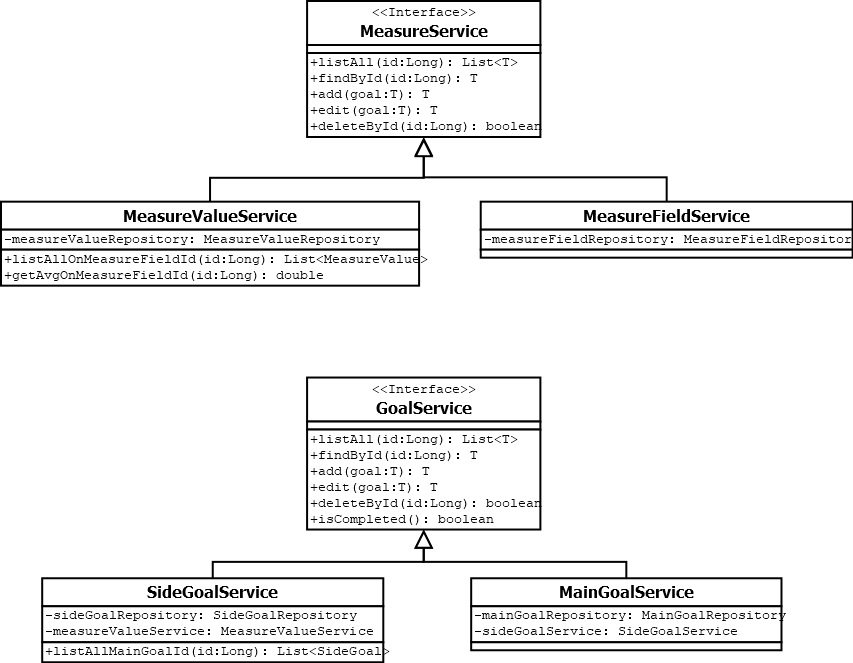 <<Interface>>
MeasureService
+listAll(id:Long): List<T>
+findById(id:Long): T
+add(goal:T): T
+edit(goal:T): T
+deleteById(id:Long): boolean
MeasureValueService
-measureValueRepository: MeasureValueRepository
+listAllOnMeasureFieldId(id:Long): List<MeasureValue>
+getAvgOnMeasureFieldId(id:Long): double
MeasureFieldService
-measureFieldRepository: MeasureFieldRepositor
<<Interface>>
GoalService
+listAll(id:Long): List<T>
+findById(id:Long): T
+add(goal:T): T
+edit(goal:T): T
+deleteById(id:Long): boolean
+isCompleted(): boolean
SideGoalService
-sideGoalRepository: SideGoalRepository
-measureValueService: MeasureValueService
+listAllMainGoalId(id:Long): List<SideGoal>
MainGoalService
-mainGoalRepository: MainGoalRepository
-sideGoalService: SideGoalService